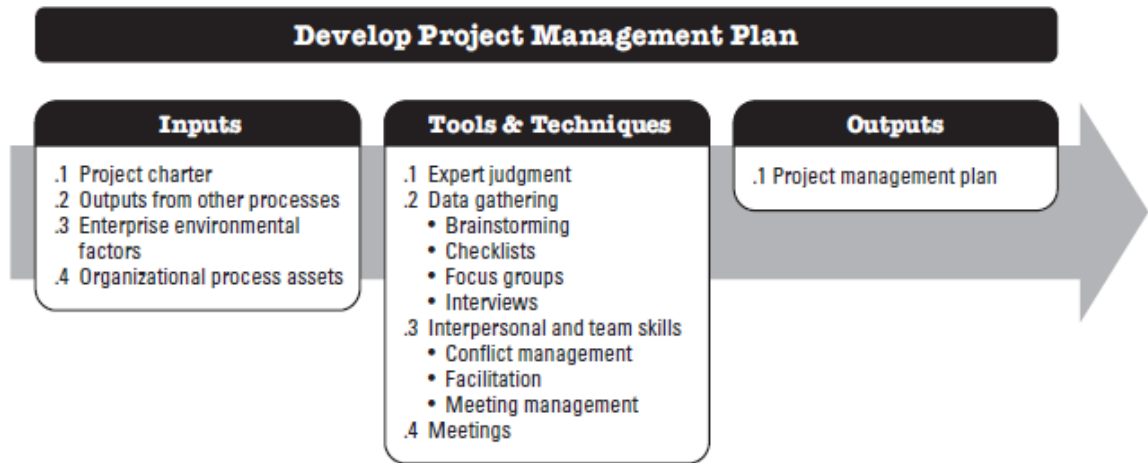 Develop Project Management Plan
Inputs
.1 Project charter
.2 Outputs from other processes
.3 Enterprise environmental
factors
.4 Organizational process assets
Tools & Techniques
.1 Expert judgment
.2 Data gathering
• Brainstorming
• Checklists
• Focus groups
• Interviews
.3 Interpersonal and team skills
• Conflict management
• Facilitation
• Meeting management
.4 Meetings
Outputs
.1 Project management plan